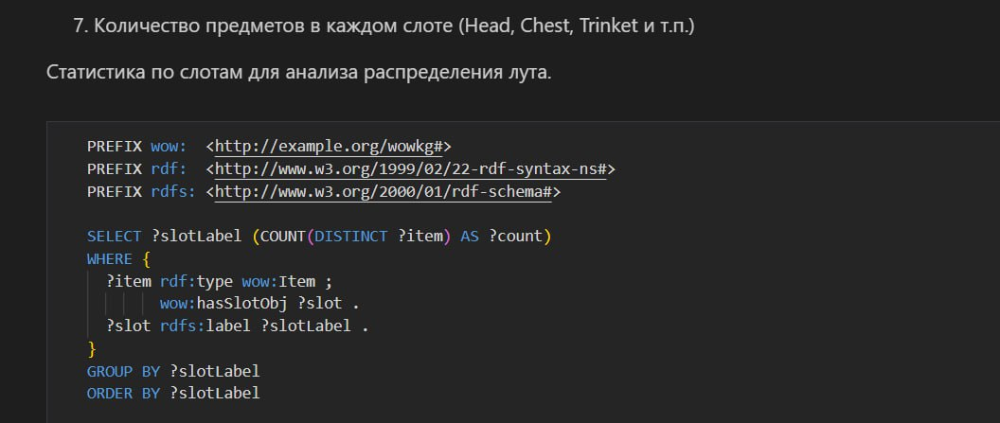 7. Количество предметов в каждом слоте (Head, Chest, Trinket и т.п.)
Статистика по слотам для анализа распределения лута.
PREFIX wow:  <http://example.org/wowkg#>
PREFIX rdf:  <http://www.w3.org/1999/02/22-rdf-syntax-ns#>
PREFIX rdfs: <http://www.w3.org/2000/01/rdf-schema#>
SELECT ?slotLabel (COUNT(DISTINCT ?item) AS ?count)
WHERE {
  ?item rdf:type wow:Item ;
        wow:hasSlotObj ?slot .
  ?slot rdfs:label ?slotLabel .
}
GROUP BY ?slotLabel
ORDER BY ?slotLabel